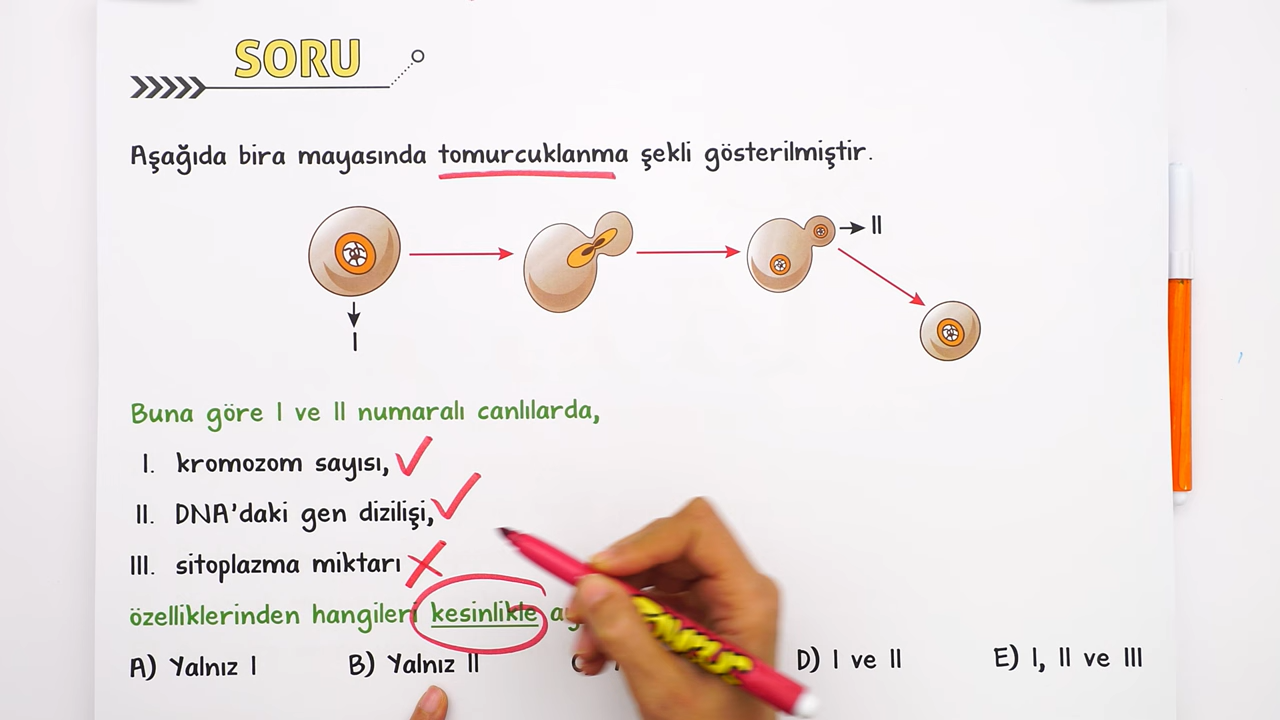 SORU
Aşağıda bira mayasında tomurcuklanma şekli gösterilmiştir.
II
I
Buna göre I ve II numaralı canlılarda,
I. kromozom sayısı,
II. DNA'daki gen dizilişi,
III. sitoplazma miktarı
özelliklerinden hangileri kesinlikle
A) Yalnız I B) Yalnız II D) I ve II E) I, II ve III